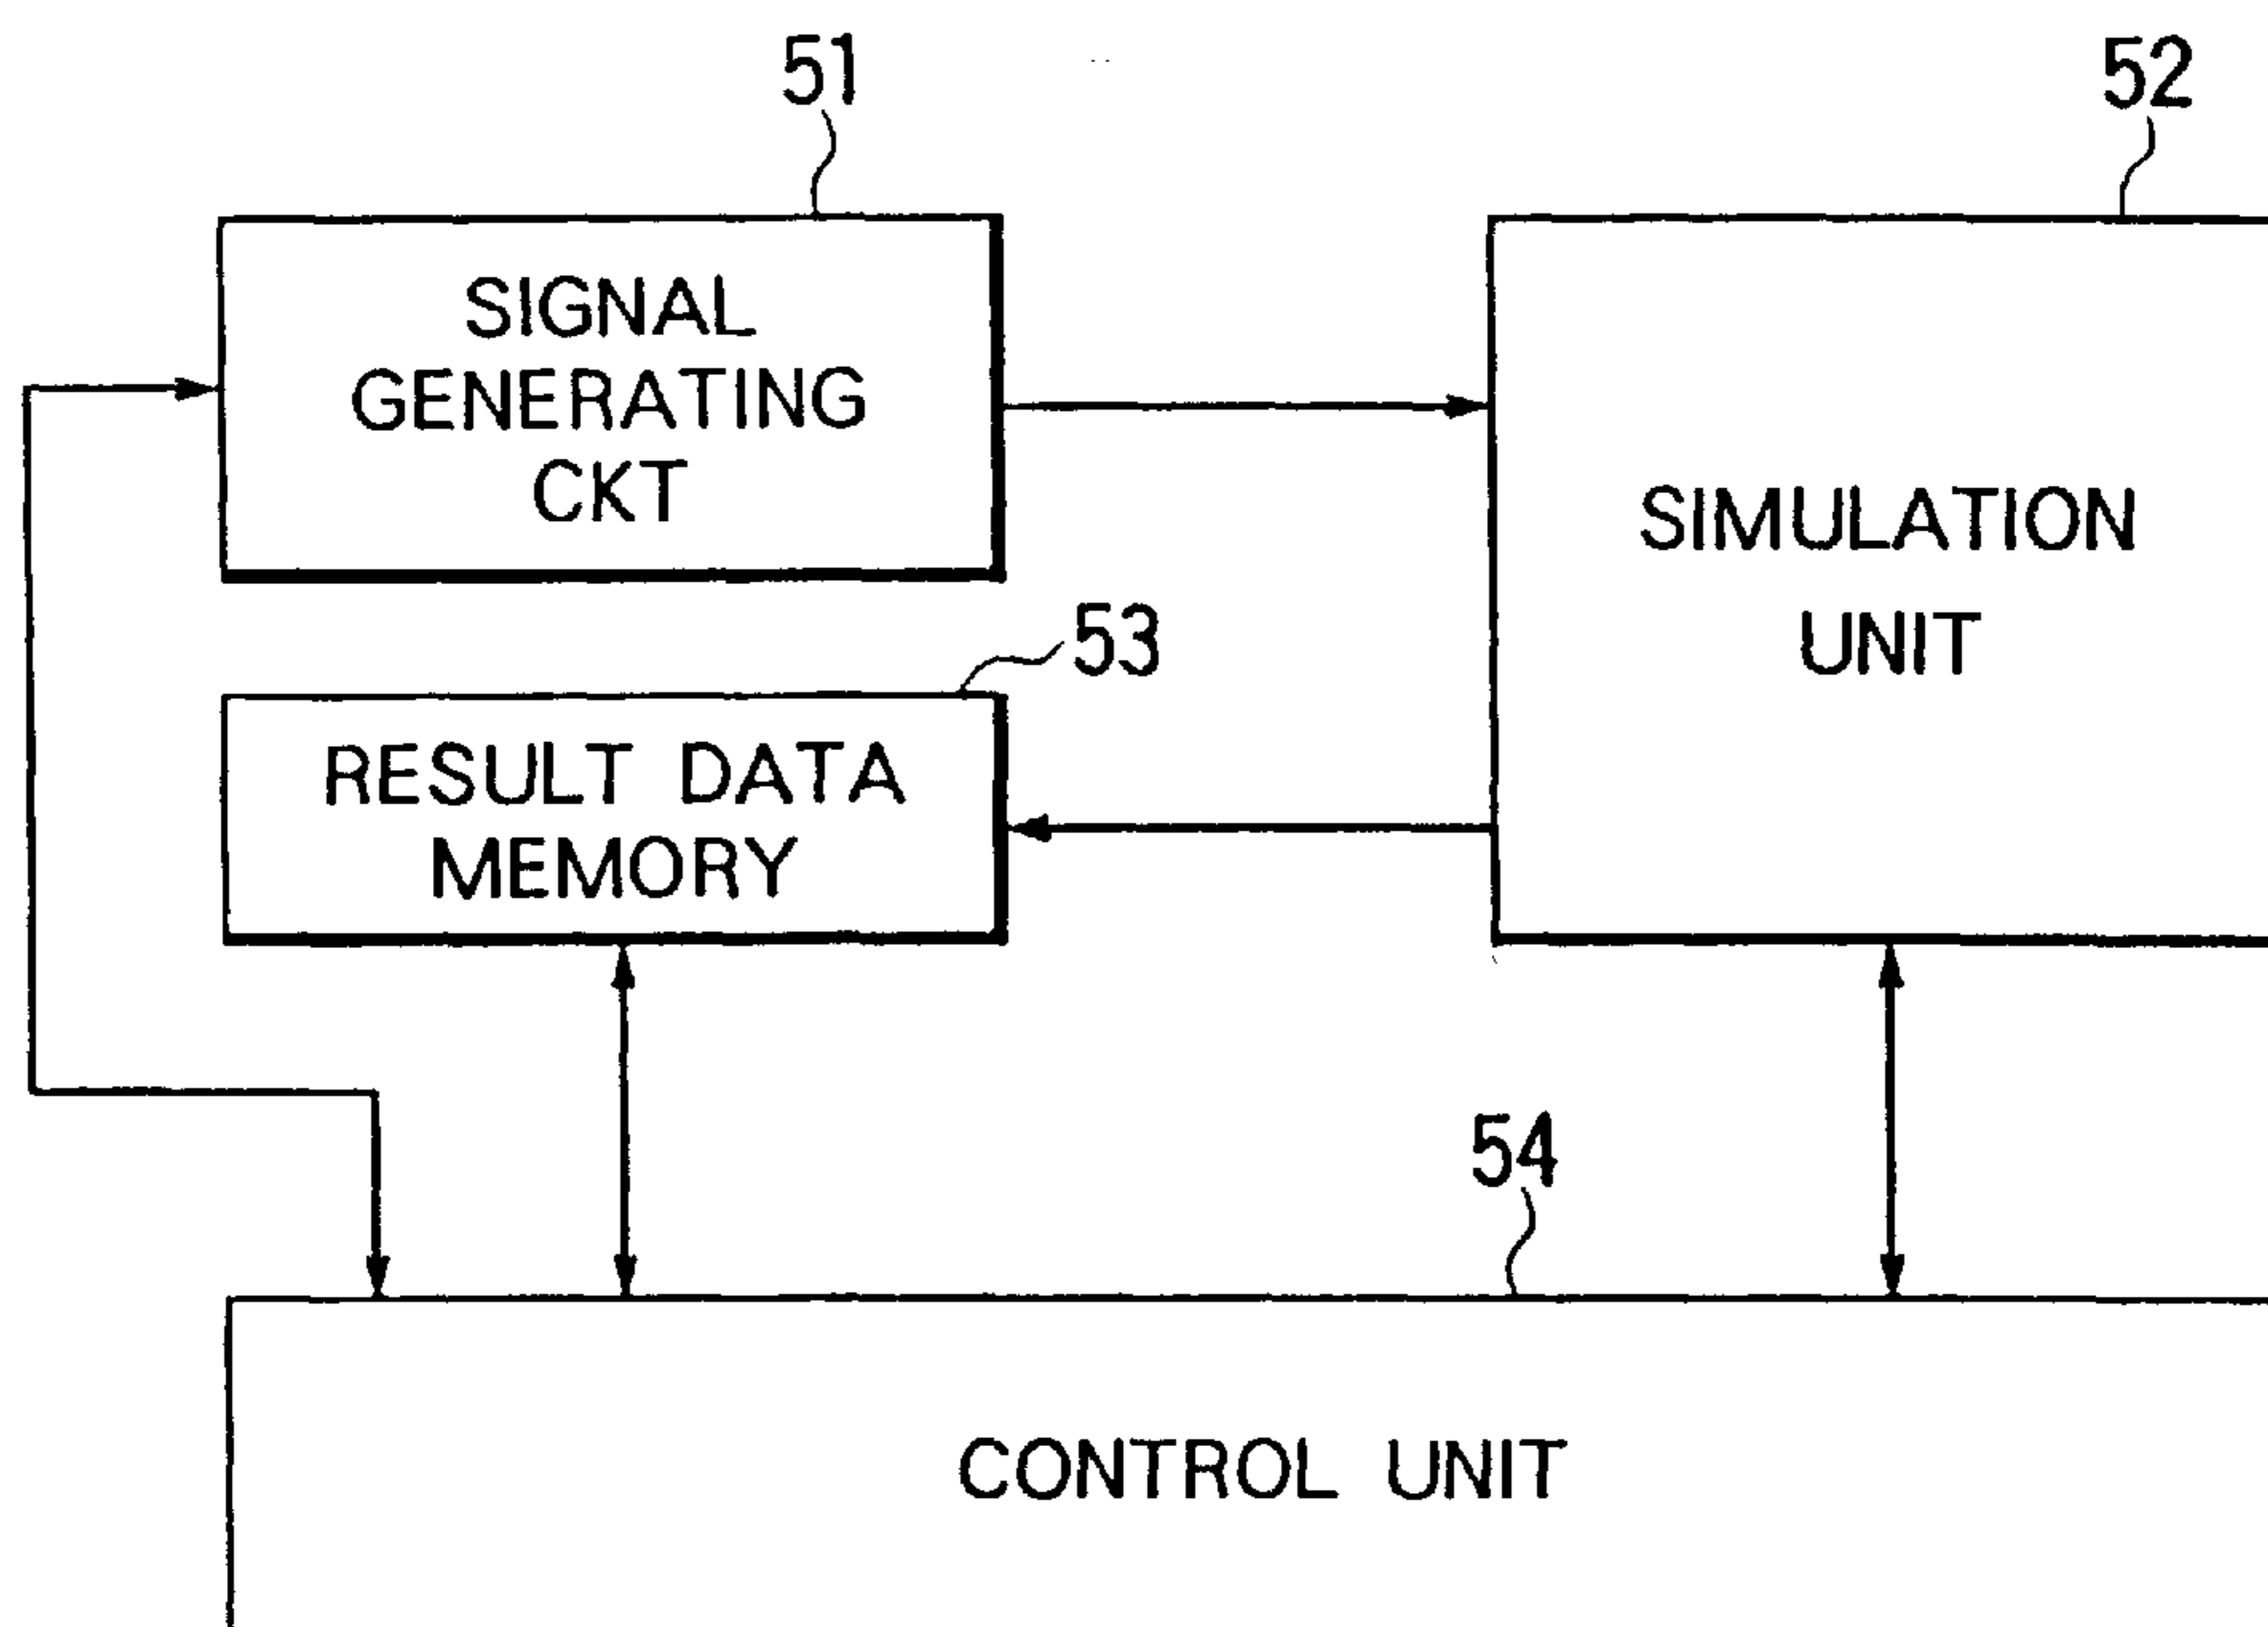 51
52
SIGNAL
GENERATING
CKT
SIMULATION
UNIT
53
RESULT DATA
MEMORY
54
CONTROL UNIT